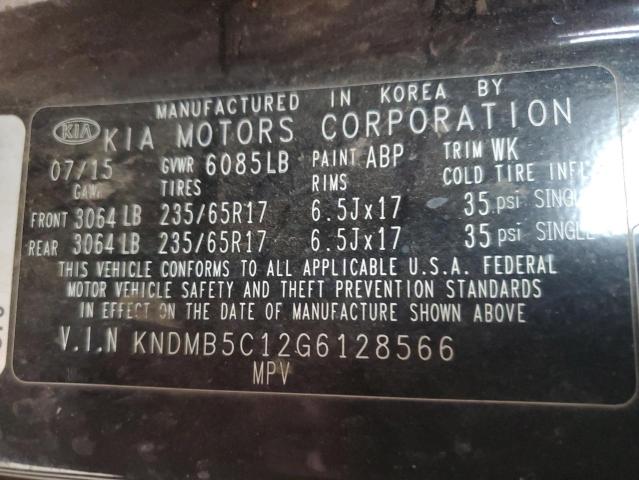 MANUFACTURED IN KOREA BY
KIA KIA MOTORS CORPORATION
07/15 GVWR 6085LB PAINT ABP TRIM WK
GAWR TIRES RIMS COLD TIRE INFL
FRONT 3064 LB 235/65R17 6.5Jx17 35 psi SINGLE
REAR 3064 LB 235/65R17 6.5Jx17 35 psi SINGLE
THIS VEHICLE CONFORMS TO ALL APPLICABLE U.S.A. FEDERAL
MOTOR VEHICLE SAFETY AND THEFT PREVENTION STANDARDS
IN EFFECT ON THE DATE OF MANUFACTURE SHOWN ABOVE
V.I.N KNDMB5C12G6128566
MPV